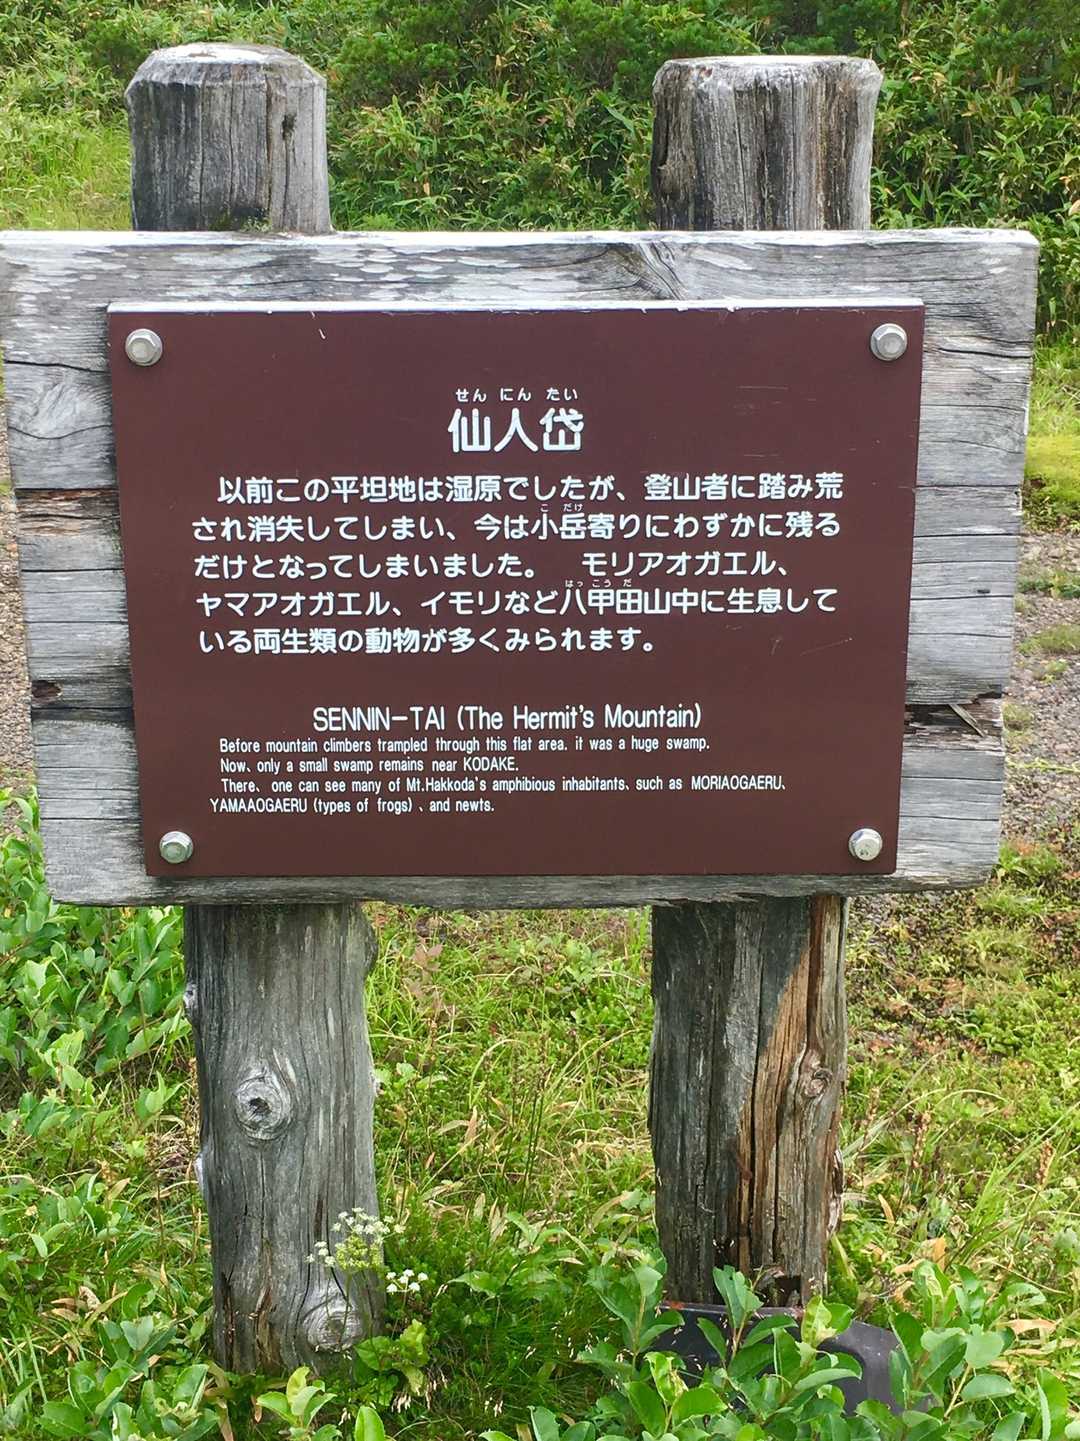 せん にん たい
仙人岱
以前この平坦地は湿原でしたが、登山者に踏み荒
され消失してしまい、今は小岳寄りにわずかに残る
こ だけ
だけとなってしまいました。 モリアオガエル、
はっ こう だ
ヤマアオガエル、イモリなど八甲田山中に生息して
いる両生類の動物が多くみられます。
SENNIN-TAI (The Hermit's Mountain)
Before mountain climbers trampled through this flat area. it was a huge swamp.
Now, only a small swamp remains near KODAKE.
There, one can see many of Mt.Hakkoda's amphibious inhabitants, such as MORIAOGAERU,
YAMAAOGAERU (types of frogs) , and newts.